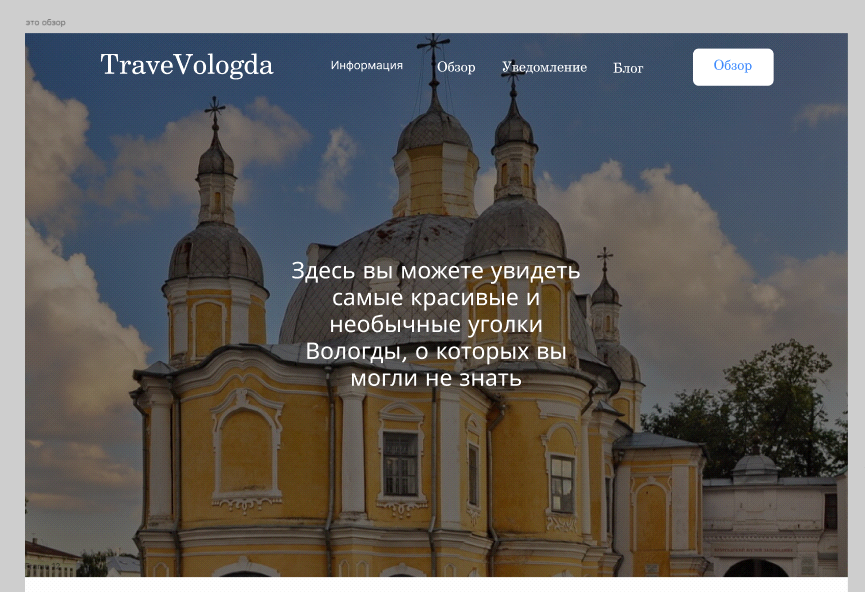 это обзор
TraveVologda
Информация
Обзор
Уведомление
Блог
Обзор
Здесь вы можете увидеть
самые красивые и
необычные уголки
Вологды, о которых вы
могли не знать